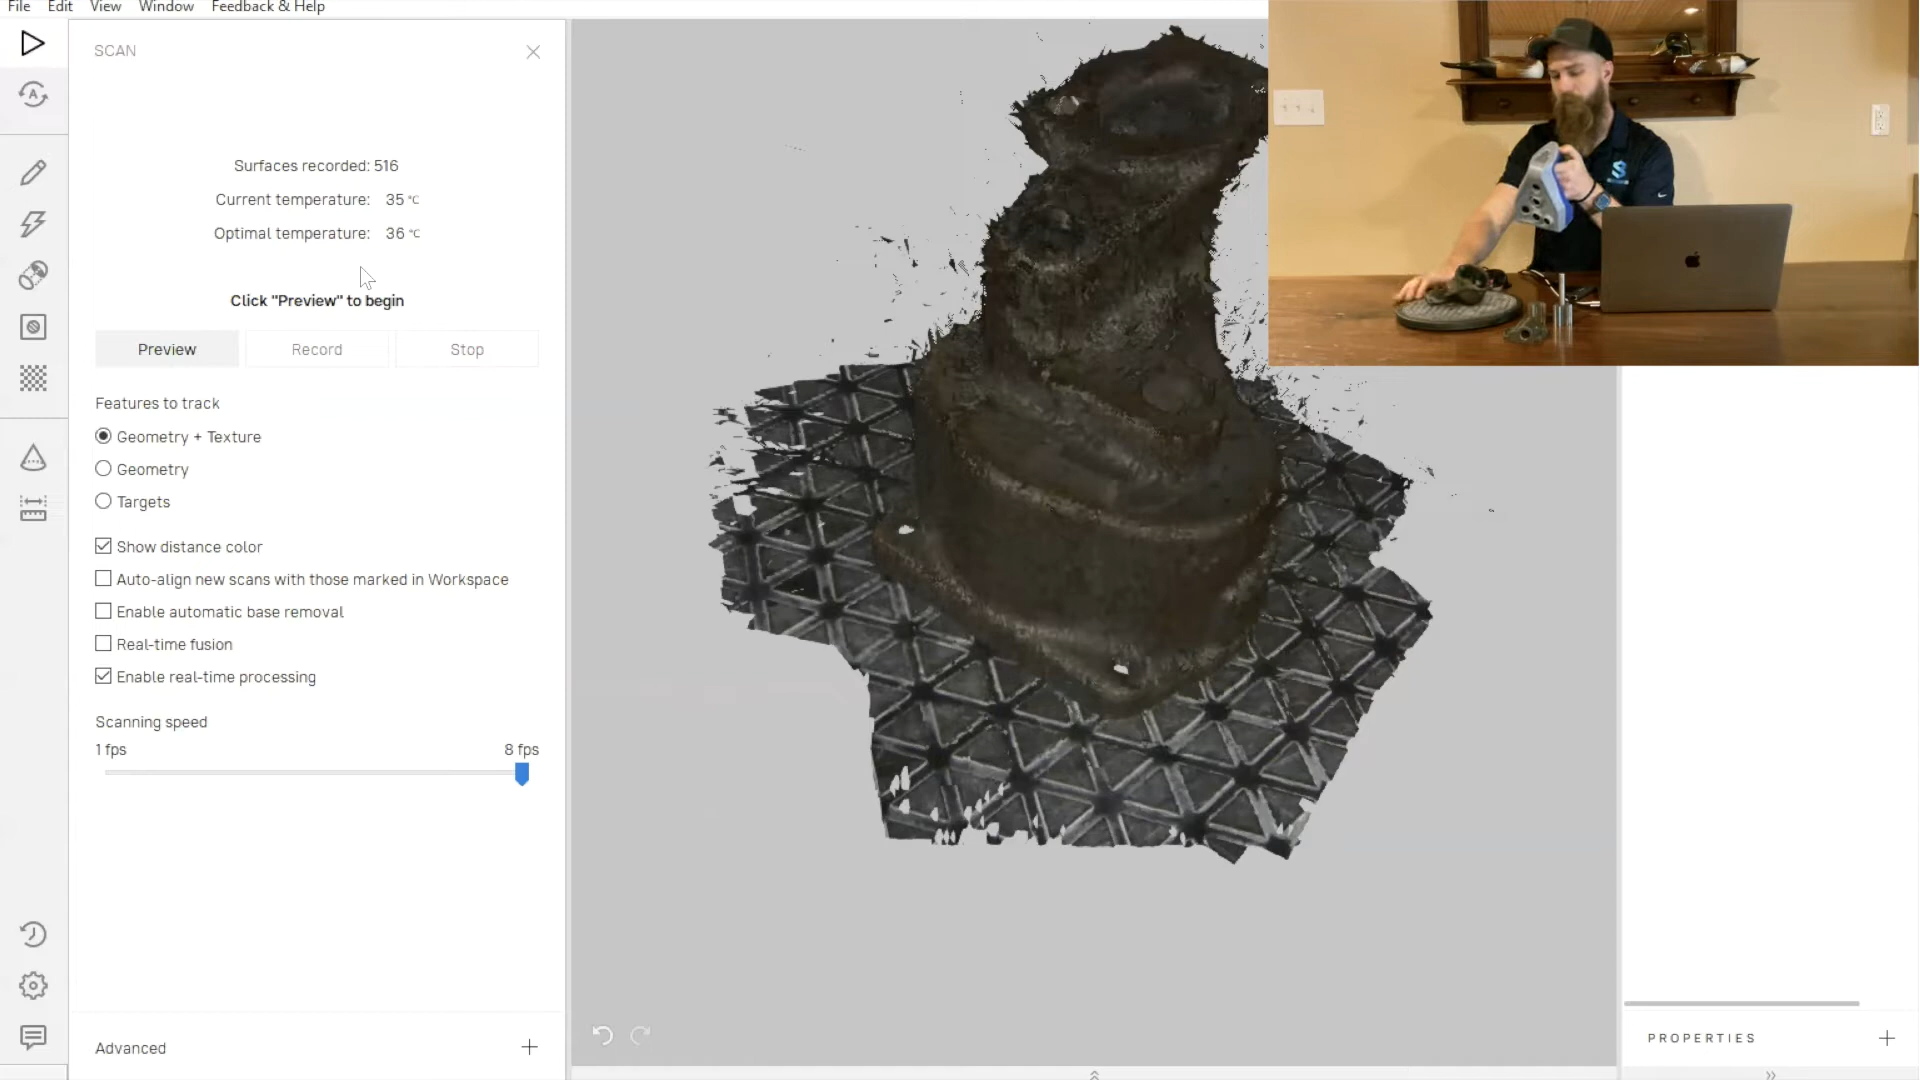 File Edit View Window Feedback & Help
SCAN
Surfaces recorded: 516
Current temperature: 35 °C
Optimal temperature: 36 °C
Click "Preview" to begin
Preview Record Stop
Features to track
Geometry + Texture
Geometry
Targets
Show distance color
Auto-align new scans with those marked in Workspace
Enable automatic base removal
Real-time fusion
Enable real-time processing
Scanning speed
1 fps 8 fps
Advanced
PROPERTIES